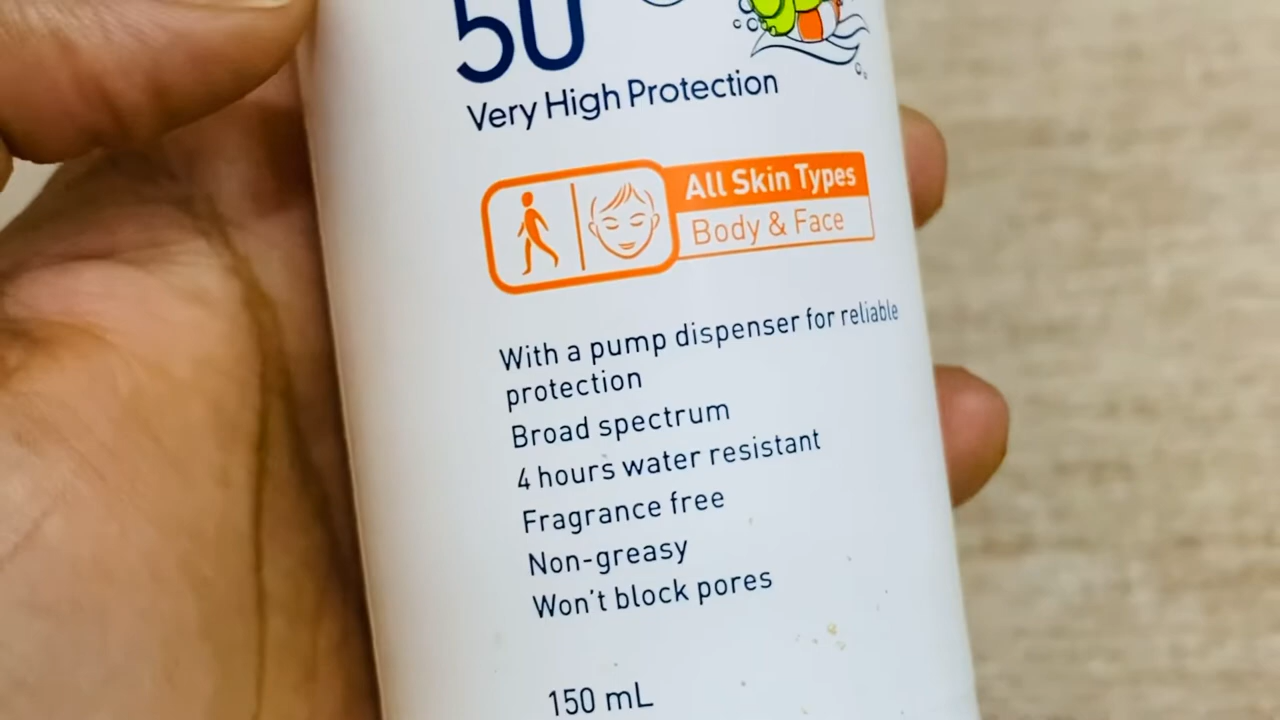 50
Very High Protection
All Skin Types
Body & Face
With a pump dispenser for reliable
protection
Broad spectrum
4 hours water resistant
Fragrance free
Non-greasy
Won't block pores
150 mL